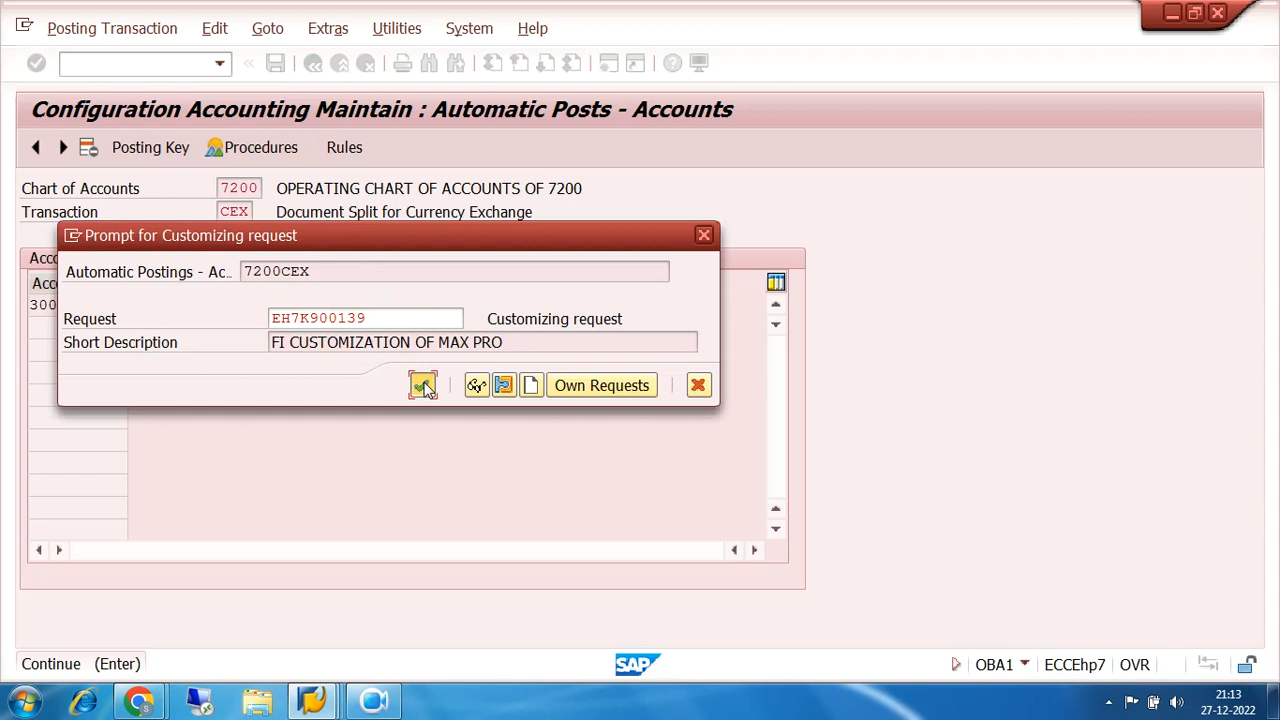 Posting Transaction Edit Goto Extras Utilities System Help
Configuration Accounting Maintain : Automatic Posts - Accounts
Posting Key Procedures Rules
Chart of Accounts 7200 OPERATING CHART OF ACCOUNTS OF 7200
Transaction CEX Document Split for Currency Exchange
Prompt for Customizing request
Acco
Automatic Postings - Ac.. 7200CEX
Acc
300
Request EH7K900139 Customizing request
Short Description FI CUSTOMIZATION OF MAX PRO
Own Requests
Continue (Enter) SAP OBA1 ECCEhp7 OVR
21:13
27-12-2022